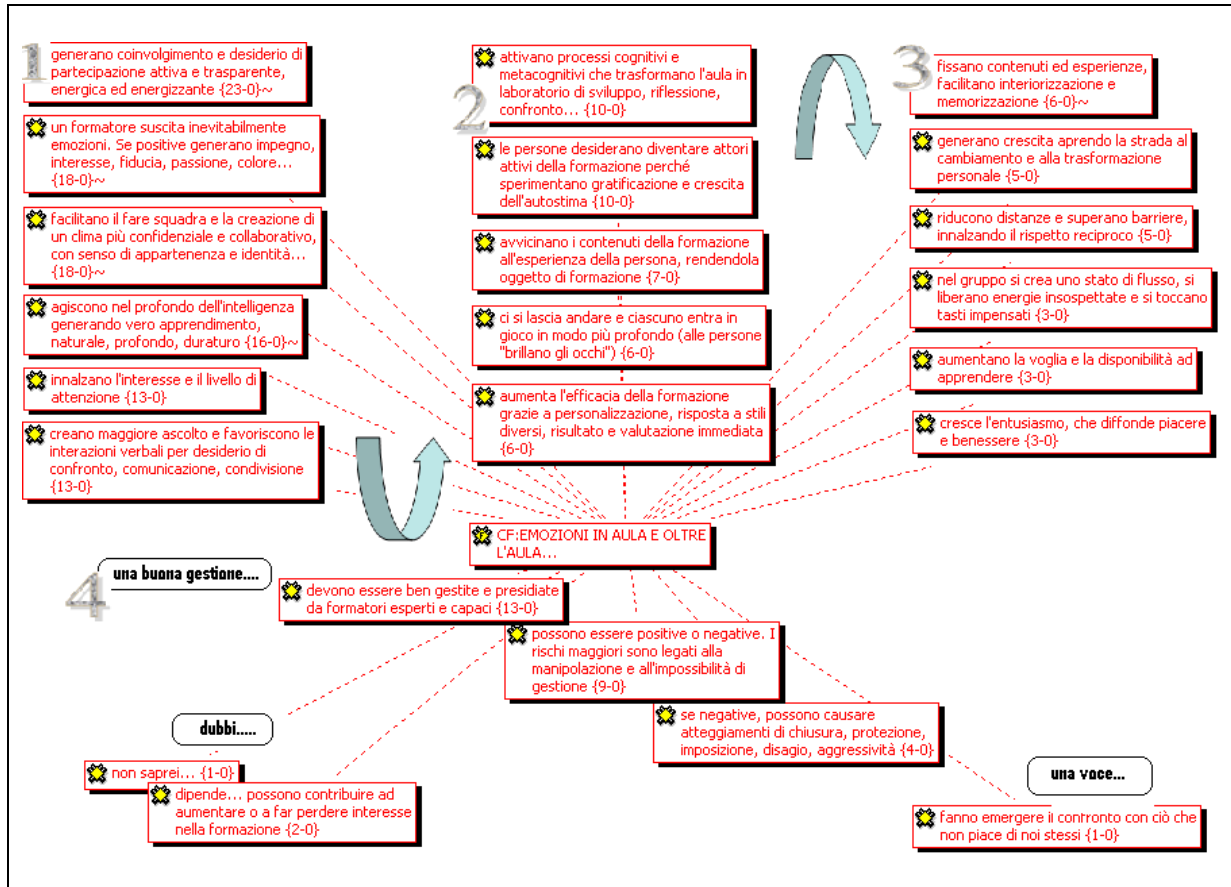 1
generano coinvolgimento e desiderio di
partecipazione attiva e trasparente,
energica ed energizzante {23-0}~
un formatore suscita inevitabilmente
emozioni. Se positive generano impegno,
interesse, fiducia, passione, colore...
{18-0}~
facilitano il fare squadra e la creazione di
un clima più confidenziale e collaborativo,
con senso di appartenenza e identità...
{18-0}~
agiscono nel profondo dell'intelligenza
generando vero apprendimento,
naturale, profondo, duraturo {16-0}~
innalzano l'interesse e il livello di
attenzione {13-0}
creano maggiore ascolto e favoriscono le
interazioni verbali per desiderio di
confronto, comunicazione, condivisione
{13-0}
2
attivano processi cognitivi e
metacognitivi che trasformano l'aula in
laboratorio di sviluppo, riflessione,
confronto... {10-0}
le persone desiderano diventare attori
attivi della formazione perché
sperimentano gratificazione e crescita
dell'autostima {10-0}
avvicinano i contenuti della formazione
all'esperienza della persona, rendendola
oggetto di formazione {7-0}
ci si lascia andare e ciascuno entra in
gioco in modo più profondo (alle persone
"brillano gli occhi") {6-0}
aumenta l'efficacia della formazione
grazie a personalizzazione, risposta a stili
diversi, risultato e valutazione immediata
{6-0}
3
fissano contenuti ed esperienze,
facilitano interiorizzazione e
memorizzazione {6-0}~
generano crescita aprendo la strada al
cambiamento e alla trasformazione
personale {5-0}
riducono distanze e superano barriere,
innalzando il rispetto reciproco {5-0}
nel gruppo si crea uno stato di flusso, si
liberano energie insospettate e si toccano
tasti impensati {3-0}
aumentano la voglia e la disponibilità ad
apprendere {3-0}
cresce l'entusiasmo, che diffonde piacere
e benessere {3-0}
CF:EMOZIONI IN AULA E OLTRE
L'AULA...
4
una buona gestione....
devono essere ben gestite e presidiate
da formatori esperti e capaci {13-0}
possono essere positive o negative. I
rischi maggiori sono legati alla
manipolazione e all'impossibilità di
gestione {9-0}
se negative, possono causare
atteggiamenti di chiusura, protezione,
imposizione, disagio, aggressività {4-0}
dubbi.....
non saprei... {1-0}
dipende... possono contribuire ad
aumentare o a far perdere interesse
nella formazione {2-0}
una voce...
fanno emergere il confronto con ciò che
non piace di noi stessi {1-0}